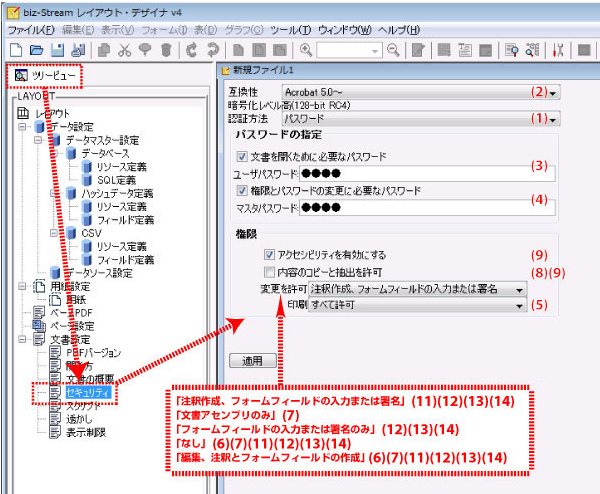 biz-Stream レイアウト・デザイナ v4
ファイル(F) 編集(E) 表示(V) フォーム(I) 表(D) グラフ(G) ツール(T) ウィンドウ(W) ヘルプ(H)
ツリービュー
LAYOUT
レイアウト
データ設定
データマスター設定
データベース
リソース定義
SQL定義
ハッシュデータ定義
リソース定義
フィールド定義
CSV
リソース定義
フィールド定義
データソース設定
用紙設定
用紙
ベースPDF
ページ設定
文書設定
PDFバージョン
開き方
文書の概要
セキュリティ
スクリプト
透かし
表示制限
新規ファイル1
互換性 Acrobat 5.0～ (2)
暗号化レベル高(128-bit RC4)
認証方法 パスワード (1)
パスワードの指定
文書を開くために必要なパスワード
ユーザパスワード ●●●● (3)
権限とパスワードの変更に必要なパスワード
マスタパスワード ●●●● (4)
権限
アクセシビリティを有効にする (9)
内容のコピーと抽出を許可 (8)(9)
変更を許可 注釈作成、フォームフィールドの入力または署名
印刷 すべて許可 (5)
適用
「注釈作成、フォームフィールドの入力または署名」(11)(12)(13)(14)
「文書アセンブリのみ」(7)
「フォームフィールドの入力または署名のみ」(12)(13)(14)
「なし」(6)(7)(11)(12)(13)(14)
「編集、注釈とフォームフィールドの作成」(6)(7)(11)(12)(13)(14)